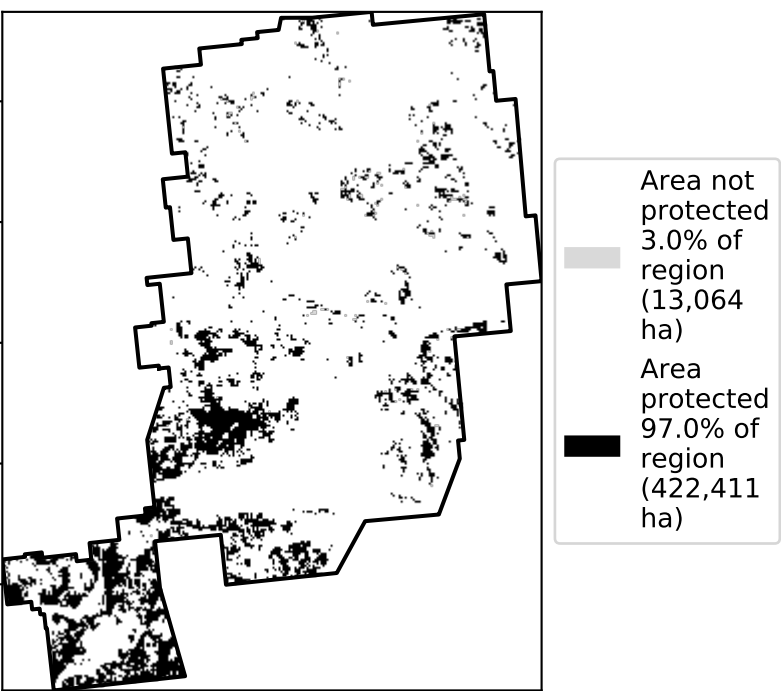 Area not
protected
3.0% of
region
(13,064
ha)
Area
protected
97.0% of
region
(422,411
ha)